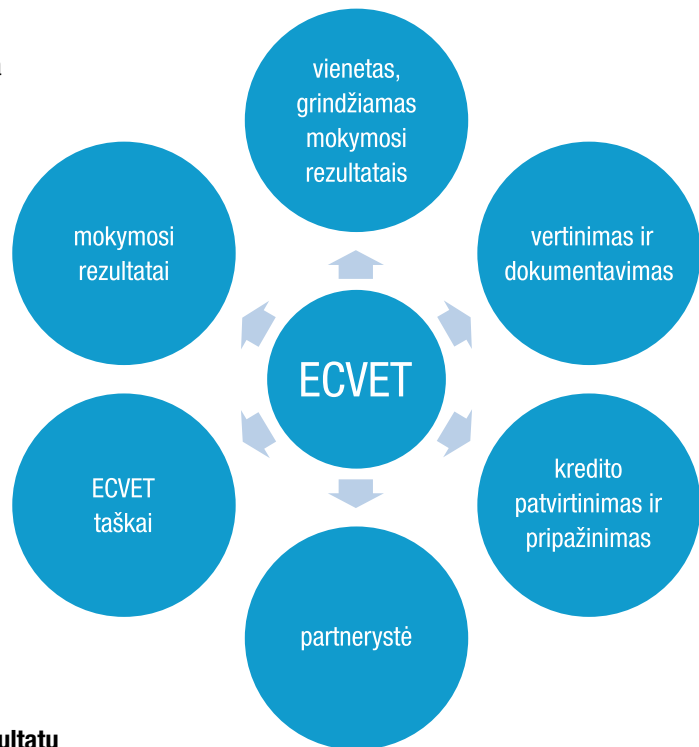 vienetas,
grindžiamas
mokymosi
rezultatais
mokymosi
rezultatai
vertinimas ir
dokumentavimas
ECVET
ECVET
taškai
kredito
patvirtinimas ir
pripažinimas
partnerystė